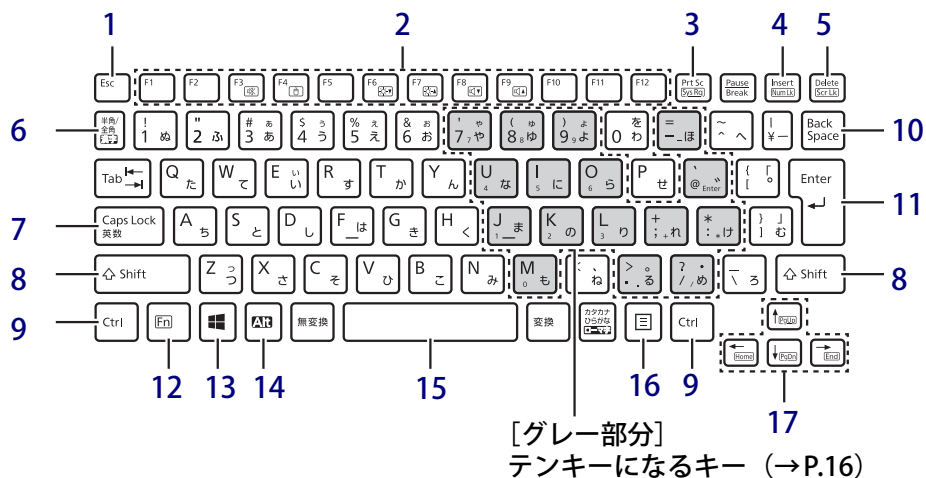 1 2 3 4 5
Esc F1 F2 F3 F4 F5 F6 F7 F8 F9 F10 F11 F12 Prt Sc Sys Rq Pause Break Insert Num Lk Delete Scr Lk
6 半角/全角 ! 1 ぬ " 2 ふ # ぁ 3 あ $ ぅ 4 う % ぇ 5 え & ぉ 6 お ' ゃ 7 7 や ( ゅ 8 8 ゆ ) ょ 9 9 よ を 0 わ = - - ほ ~ ^ へ | ¥ ー Back Space 10
Tab Q た W て E ぃ い R す T か Y ん U 4 な I 5 に O 6 ら P せ ` ゛ @ Enter { 「 [ ゜ Enter 11
7 Caps Lock 英数 A ち S と D し F は G き H く J 1 ま K 2 の L 3 り + ; + れ * : * け } 」 ] む
8 Shift Z っ つ X さ C そ V ひ B こ N み M 0 も < 、 , ね > 。 . . る ? ・ / / め _ \ ろ Shift 8
9 Ctrl Fn Alt 無変換 変換 カタカナ ひらがな Ctrl PgUp
Home PgDn End
12 13 14 15 16 9 17
[グレー部分]
テンキーになるキー（→P.16）